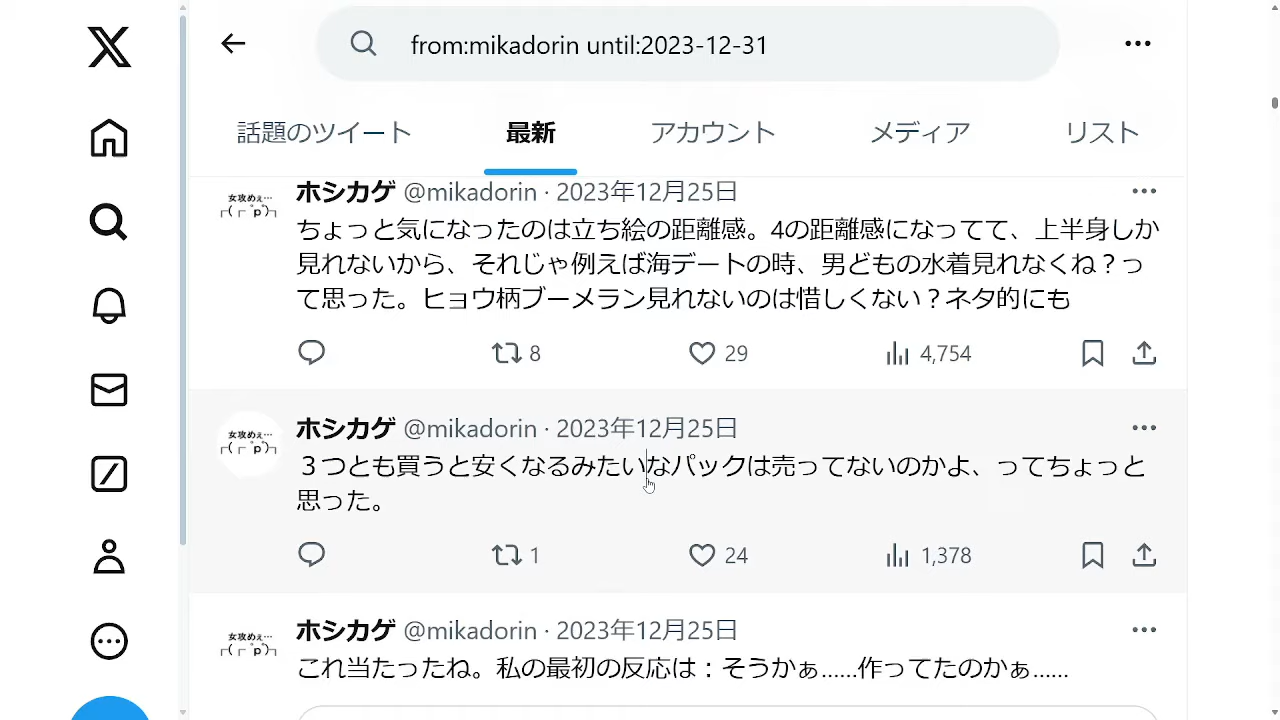 from:mikadorin until:2023-12-31
話題のツイート 最新 アカウント メディア リスト
女攻めぇ…
ホシカゲ @mikadorin · 2023年12月25日
ちょっと気になったのは立ち絵の距離感。4の距離感になってて、上半身しか
見れないから、それじゃ例えば海デートの時、男どもの水着見れなくね？っ
て思った。ヒョウ柄ブーメラン見れないのは惜しくない？ネタ的にも
8 29 4,754
女攻めぇ…
ホシカゲ @mikadorin · 2023年12月25日
３つとも買うと安くなるみたいなパックは売ってないのかよ、ってちょっと
思った。
1 24 1,378
女攻めぇ…
ホシカゲ @mikadorin · 2023年12月25日
これ当たったね。私の最初の反応は：そうかぁ……作ってたのかぁ……